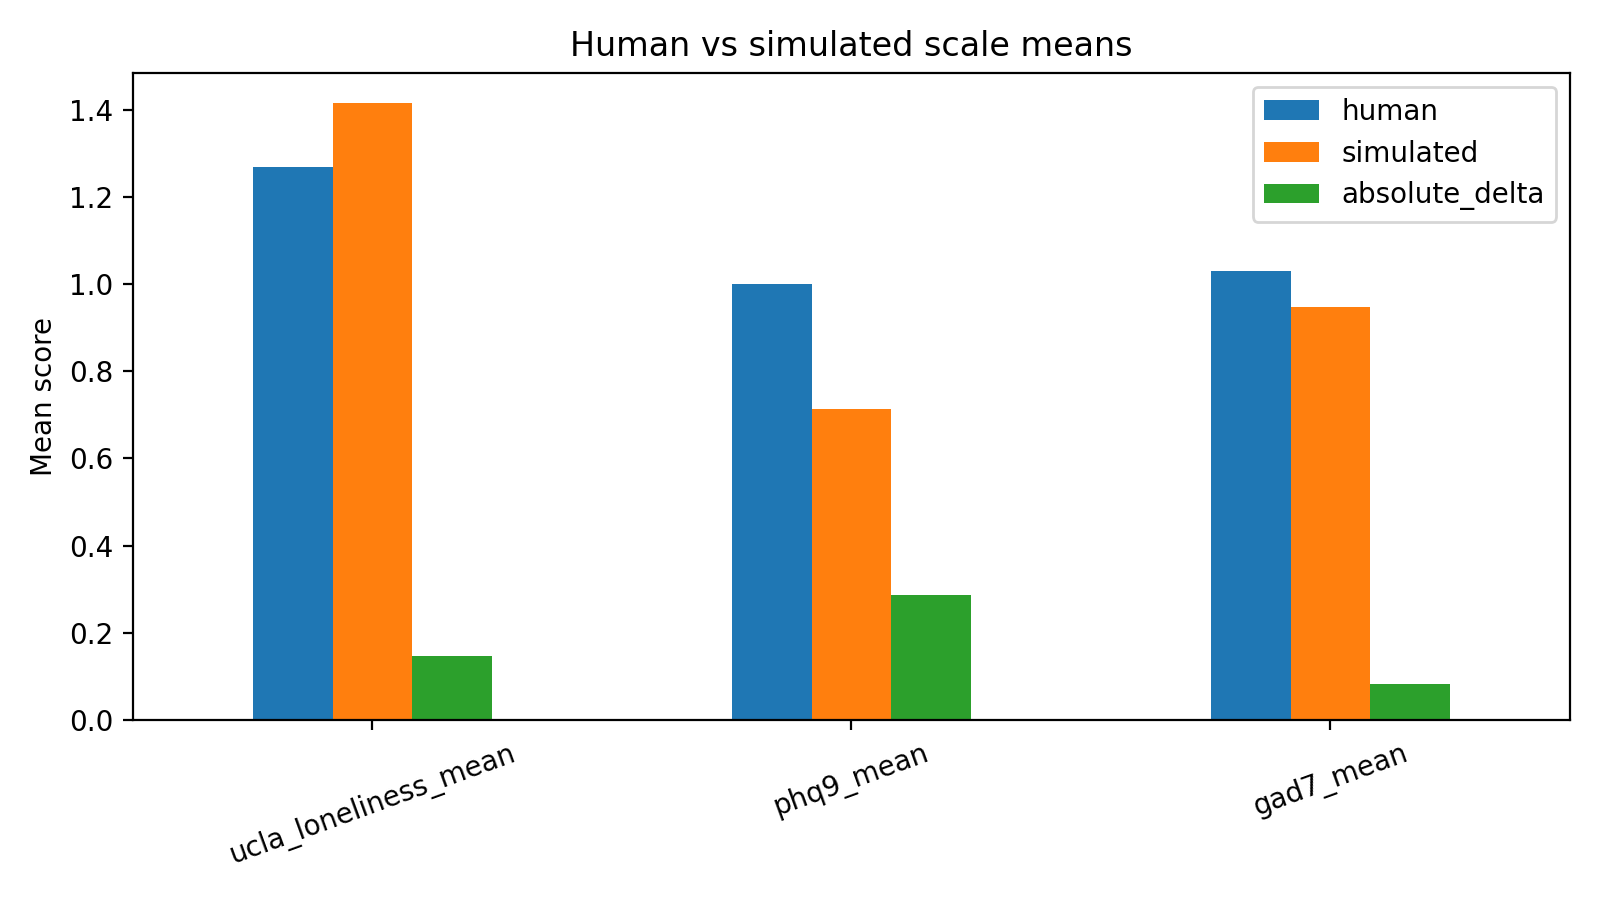 Human vs simulated scale means
human
simulated
absolute_delta
Mean score
1.4
1.2
1.0
0.8
0.6
0.4
0.2
0.0
ucla_loneliness_mean
phq9_mean
gad7_mean